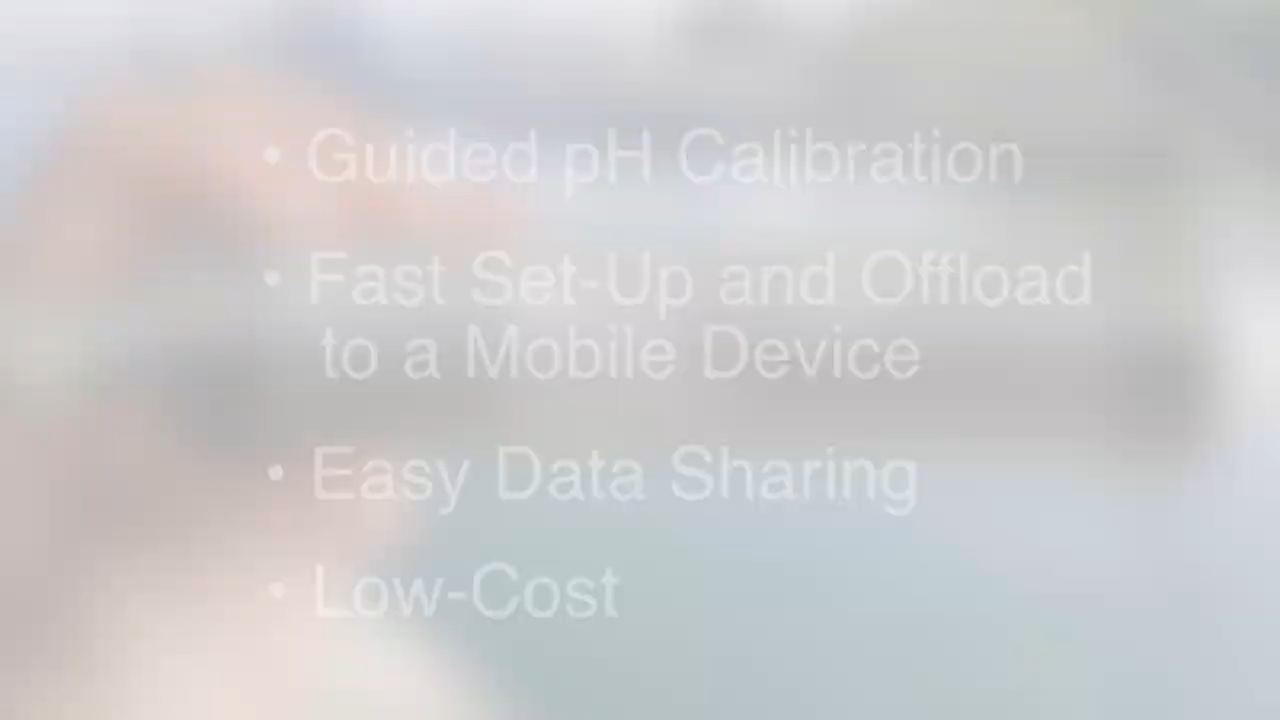 • Guided pH Calibration
• Fast Set-Up and Offload
to a Mobile Device
• Easy Data Sharing
• Low-Cost